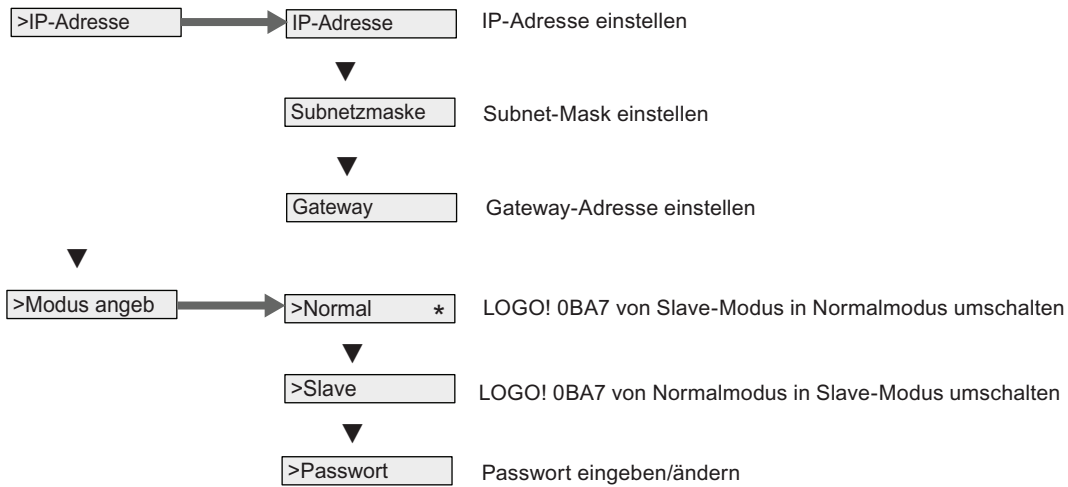 >IP-Adresse IP-Adresse IP-Adresse einstellen
Subnetzmaske Subnet-Mask einstellen
Gateway Gateway-Adresse einstellen
>Modus angeb >Normal * LOGO! 0BA7 von Slave-Modus in Normalmodus umschalten
>Slave LOGO! 0BA7 von Normalmodus in Slave-Modus umschalten
>Passwort Passwort eingeben/ändern